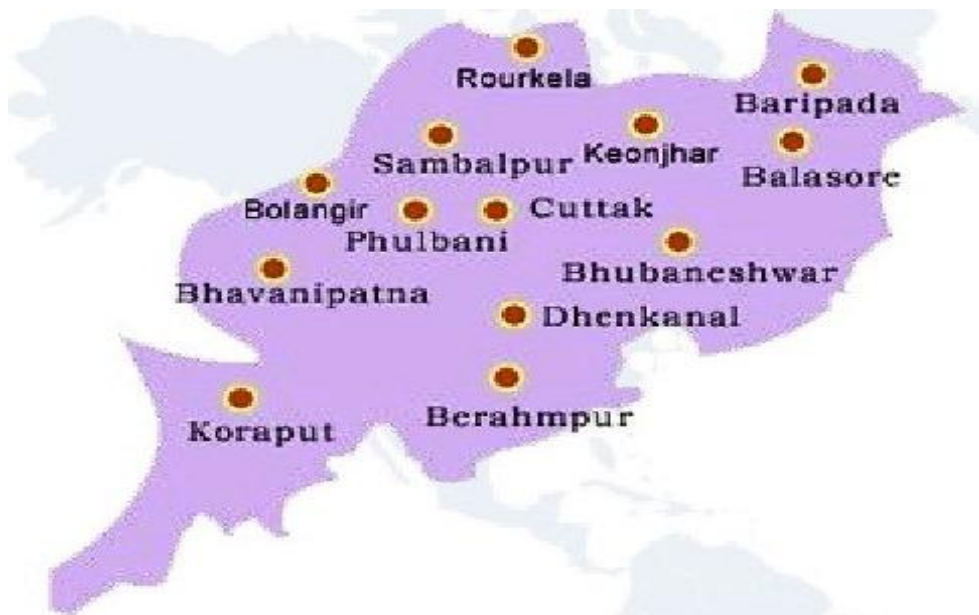 Rourkela
Baripada
Keonjhar
Sambalpur
Balasore
Bolangir
Cuttak
Phulbani
Bhubaneshwar
Bhavanipatna
Dhenkanal
Berahmpur
Koraput